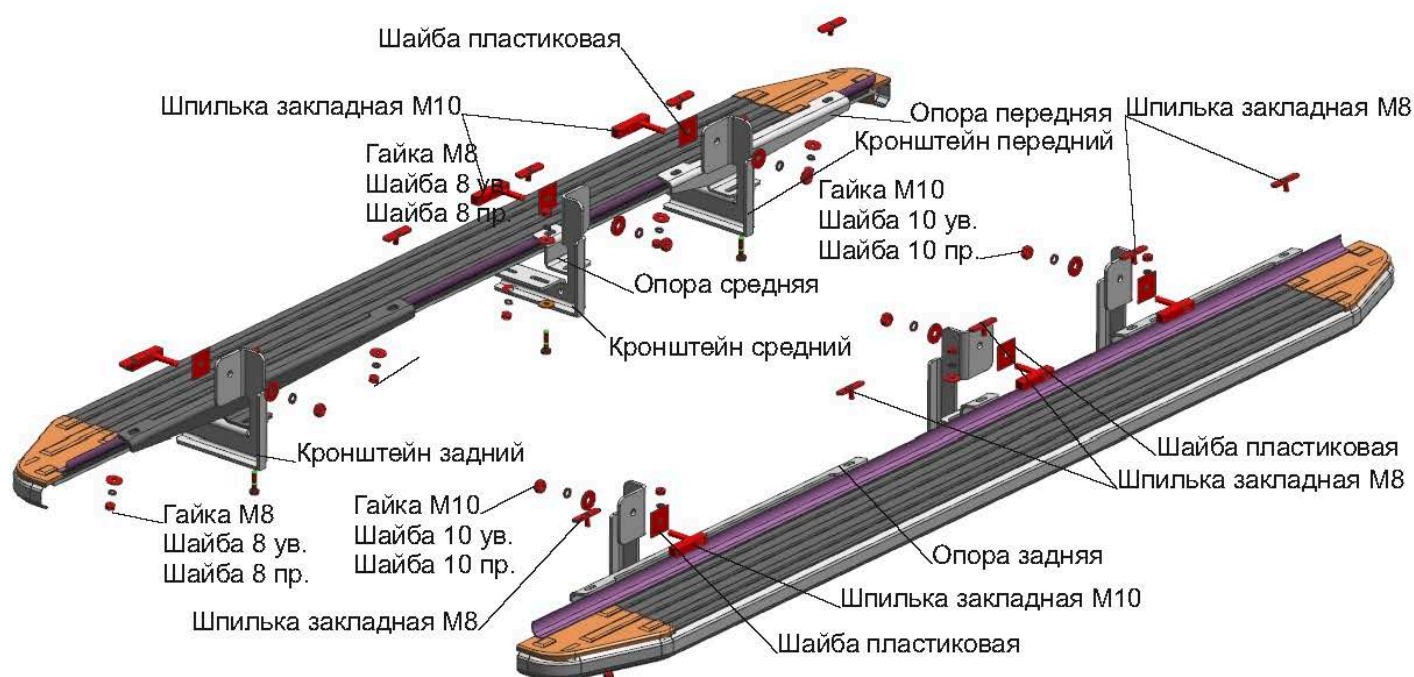 Шайба пластиковая
Шпилька закладная М10
Гайка М8
Шайба 8 ув.
Шайба 8 пр.
Опора передняя
Кронштейн передний
Шпилька закладная М8
Гайка М10
Шайба 10 ув.
Шайба 10 пр.
Опора средняя
Кронштейн средний
Кронштейн задний
Гайка М8
Шайба 8 ув.
Шайба 8 пр.
Гайка М10
Шайба 10 ув.
Шайба 10 пр.
Шпилька закладная М8
Шайба пластиковая
Шпилька закладная М8
Опора задняя
Шпилька закладная М10
Шайба пластиковая